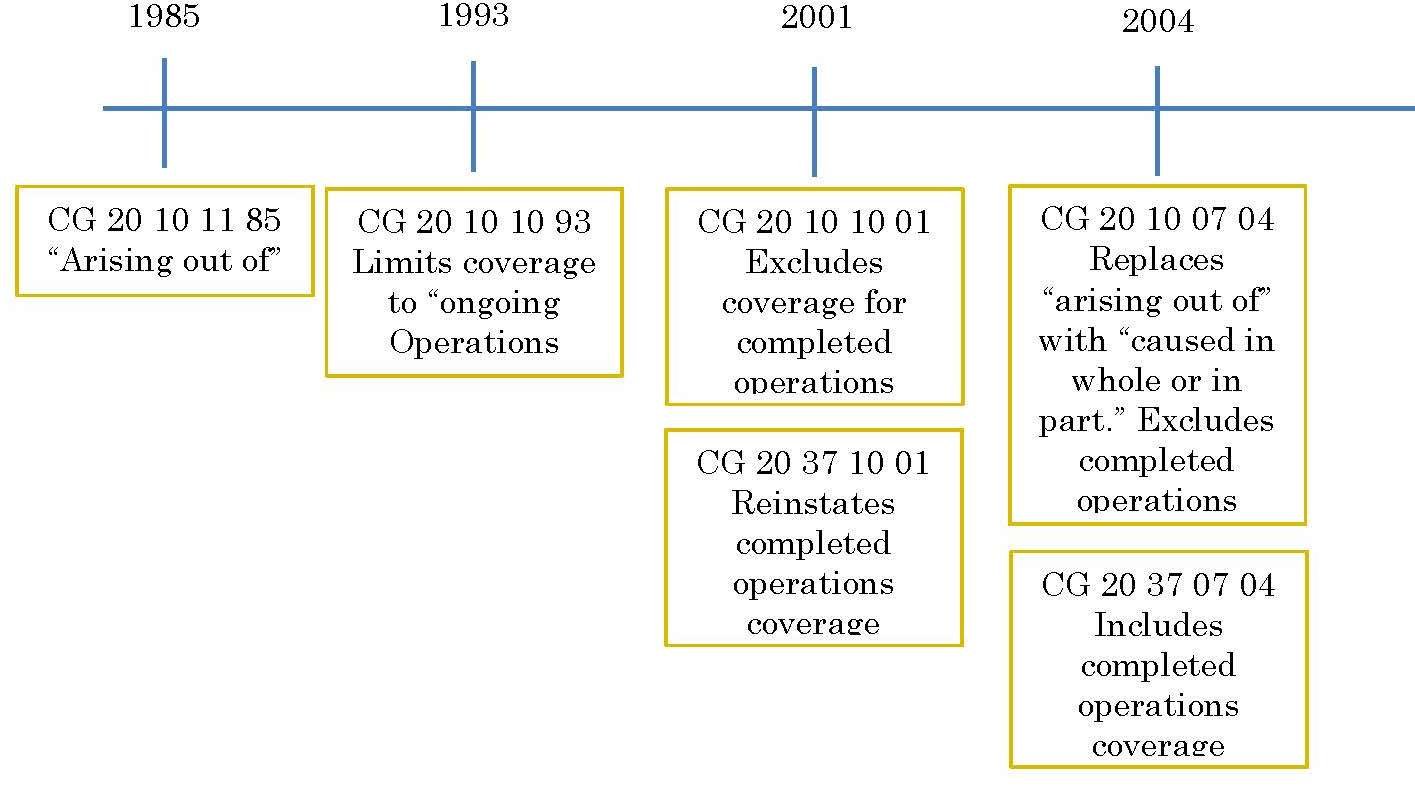 1985
1993
2001
2004
CG 20 10 11 85
“Arising out of”
CG 20 10 10 93
Limits coverage
to “ongoing
Operations
CG 20 10 10 01
Excludes
coverage for
completed
operations
CG 20 37 10 01
Reinstates
completed
operations
coverage
CG 20 10 07 04
Replaces
“arising out of”
with “caused in
whole or in
part.” Excludes
completed
operations
CG 20 37 07 04
Includes
completed
operations
coverage